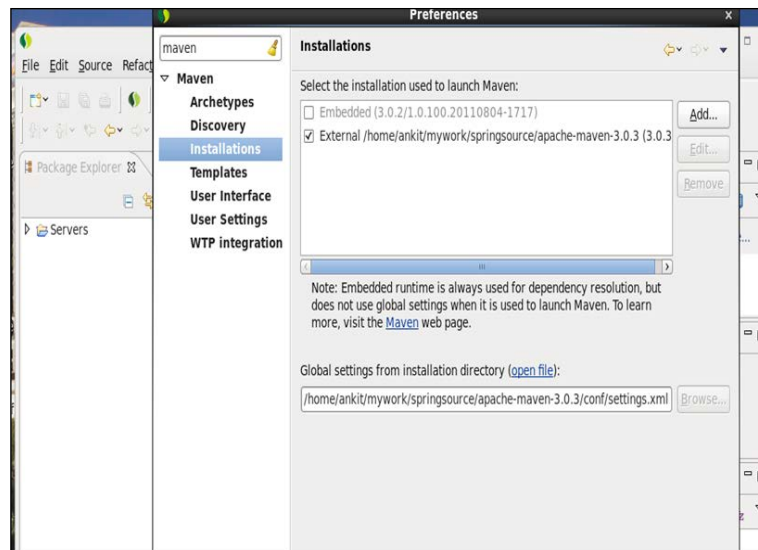 Preferences
x
File Edit Source Refact
Package Explorer
Servers
maven
Maven
Archetypes
Discovery
Installations
Templates
User Interface
User Settings
WTP integration
Installations
Select the installation used to launch Maven:
Embedded (3.0.2/1.0.100.20110804-1717)
External /home/ankit/mywork/springsource/apache-maven-3.0.3 (3.0.3
Add...
Edit...
Remove
Note: Embedded runtime is always used for dependency resolution, but
does not use global settings when it is used to launch Maven. To learn
more, visit the Maven web page.
Global settings from installation directory (open file):
/home/ankit/mywork/springsource/apache-maven-3.0.3/conf/settings.xml
Browse...